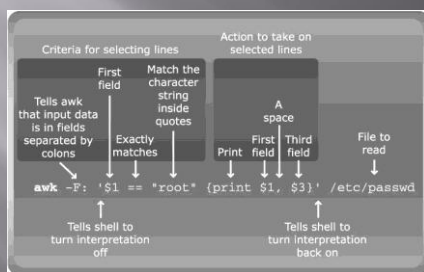 Criteria for selecting lines
Action to take on
selected lines
First
field
Match the
character
string
inside
quotes
A
space
Tells awk
that input data
is in fields
separated by
colons
Exactly
matches
Print
First
field
Third
field
File to
read
awk -F: '$1 == "root" {print $1, $3}' /etc/passwd
Tells shell to
turn interpretation
off
Tells shell to
turn interpretation
back on